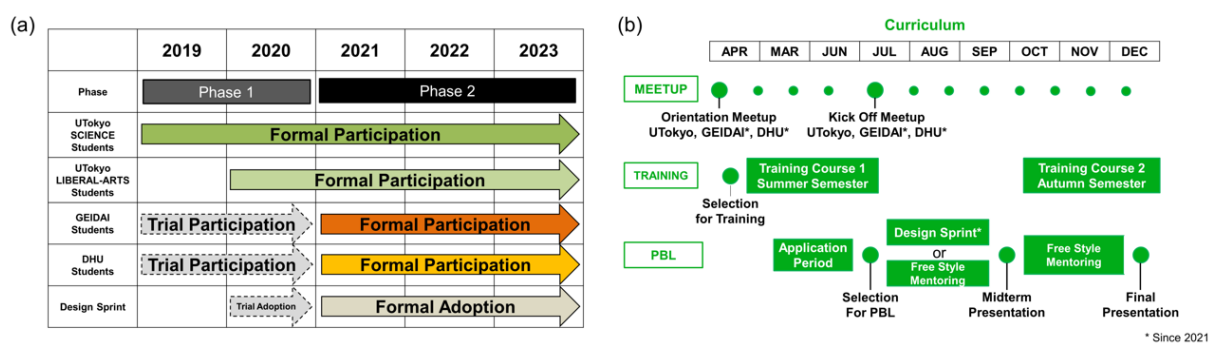 (a)
2019 2020 2021 2022 2023
Phase Phase 1 Phase 2
UTokyo
SCIENCE
Students
Formal Participation
UTokyo
LIBERAL-ARTS
Students
Formal Participation
GEIDAI
Students
Trial Participation Formal Participation
DHU
Students
Trial Participation Formal Participation
Design Sprint Trial Adoption Formal Adoption
(b)
Curriculum
APR MAR JUN JUL AUG SEP OCT NOV DEC
MEETUP
Orientation Meetup
UTokyo, GEIDAI*, DHU*
Kick Off Meetup
UTokyo, GEIDAI*, DHU*
TRAINING
Selection
for Training
Training Course 1
Summer Semester
Training Course 2
Autumn Semester
PBL
Application
Period
Selection
For PBL
Design Sprint*
or
Free Style
Mentoring
Midterm
Presentation
Free Style
Mentoring
Final
Presentation
* Since 2021